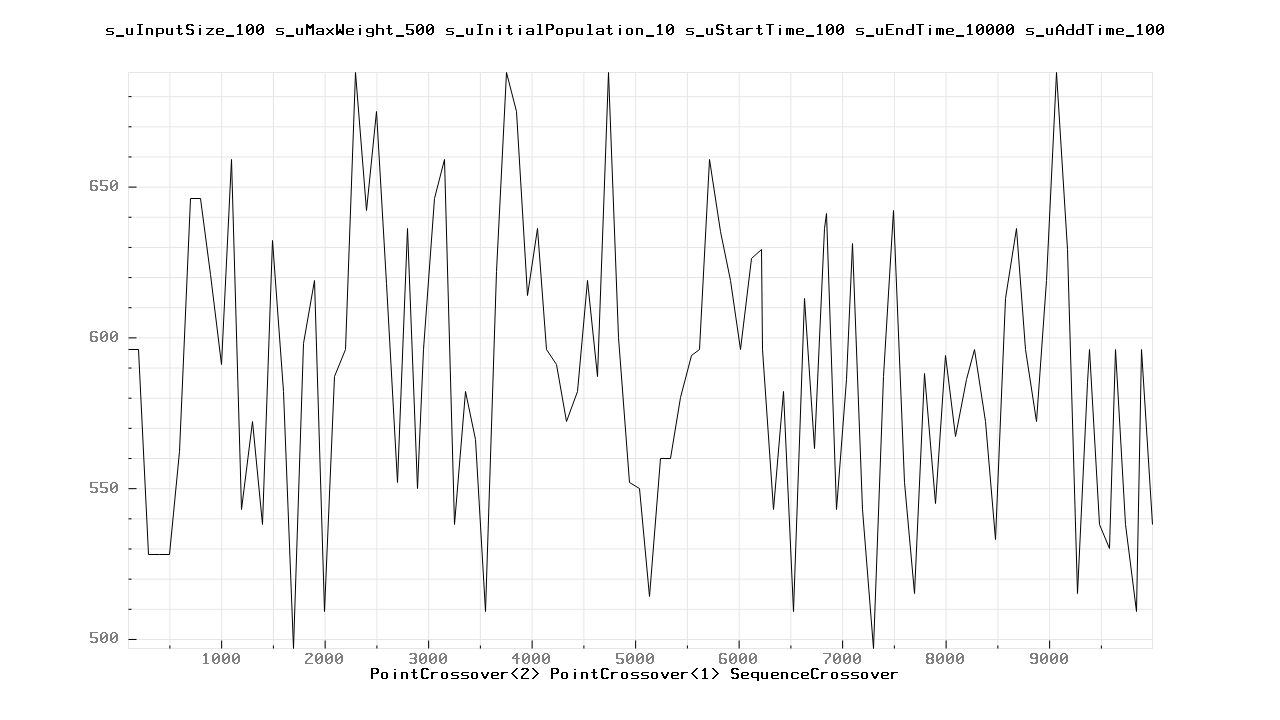 s_uInputSize_100 s_uMaxWeight_500 s_uInitialPopulation_10 s_uStartTime_100 s_uEndTime_10000 s_uAddTime_100
650
600
550
500
1000 2000 3000 4000 5000 6000 7000 8000 9000
PointCrossover<2> PointCrossover<1> SequenceCrossover